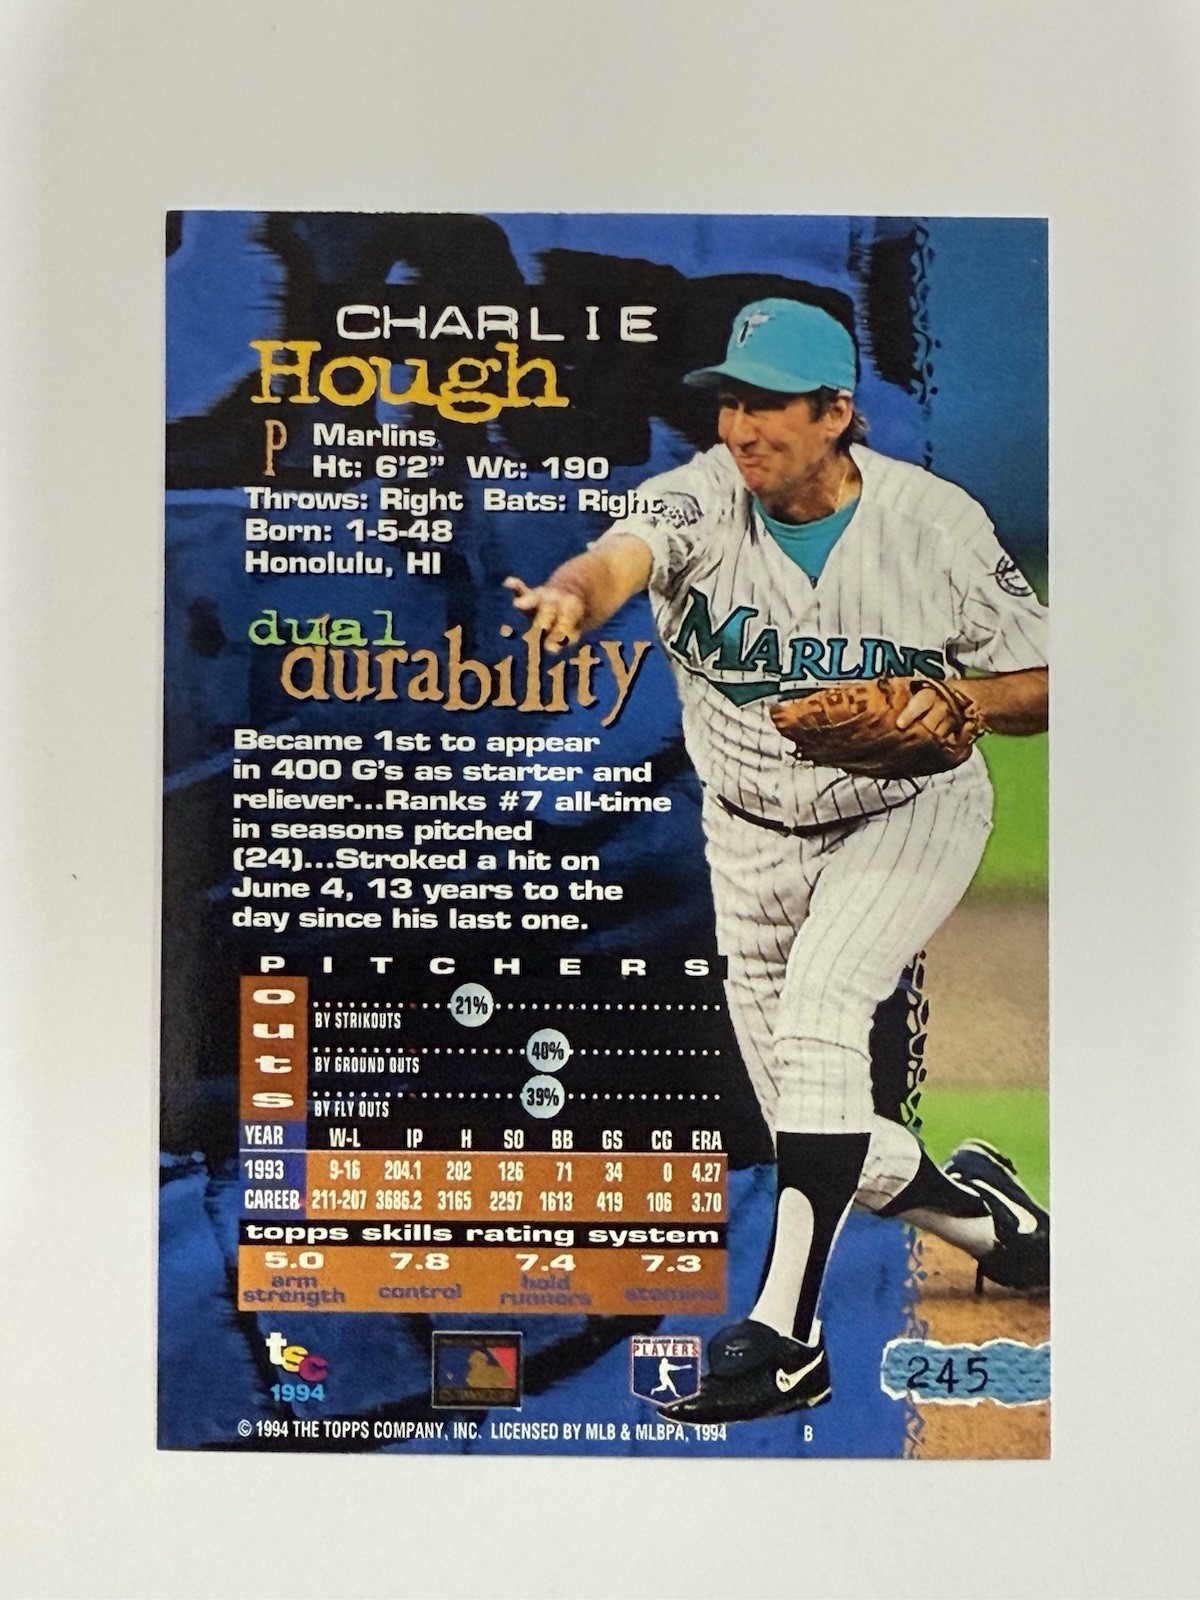 CHARLIE
Hough
P Marlins
Ht: 6'2" Wt: 190
Throws: Right Bats: Right
Born: 1-5-48
Honolulu, HI
dual
durability
Became 1st to appear
in 400 G's as starter and
reliever...Ranks #7 all-time
in seasons pitched
(24)...Stroked a hit on
June 4, 13 years to the
day since his last one.
PITCHERS
outs
21%
BY STRIKOUTS
40%
BY GROUND OUTS
39%
BY FLY OUTS
YEAR W-L IP H SO BB GS CG ERA
1993 9-16 204.1 202 126 71 34 0 4.27
CAREER 211-207 3686.2 3165 2297 1613 419 106 3.70
topps skills rating system
5.0 7.8 7.4 7.3
arm strength control hold runners stamina
MARLINS
tsc
1994
PLAYERS
245
© 1994 THE TOPPS COMPANY, INC. LICENSED BY MLB & MLBPA, 1994 B